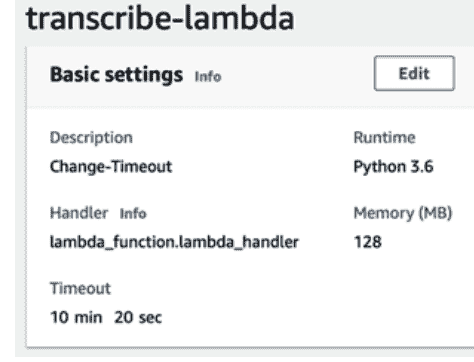 transcribe-lambda
Basic settings Info
Edit
Description
Change-Timeout
Runtime
Python 3.6
Handler Info
lambda_function.lambda_handler
Memory (MB)
128
Timeout
10 min 20 sec